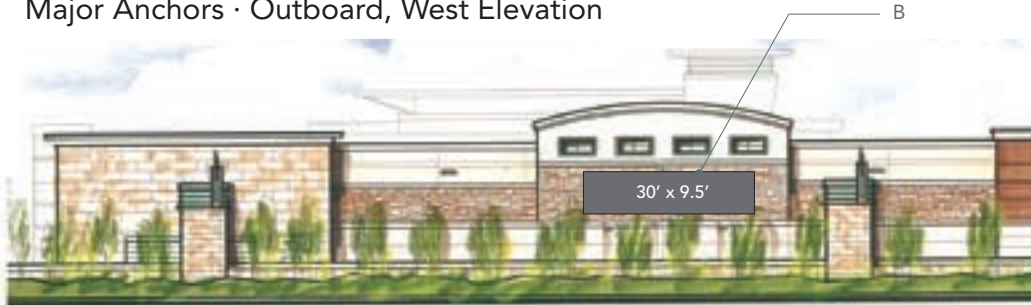 Major Anchors · Outboard, West Elevation
B
30’ x 9.5’